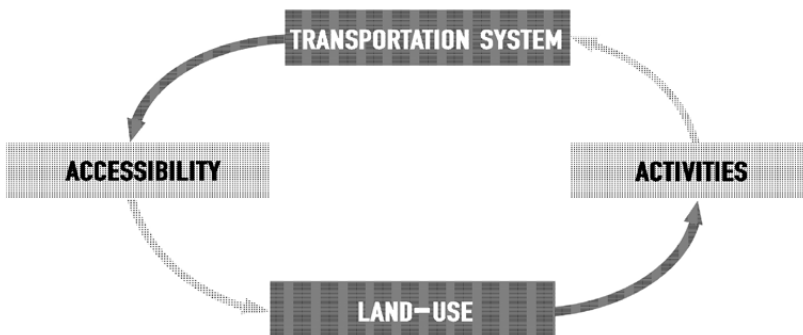 TRANSPORTATION SYSTEM
ACCESSIBILITY
ACTIVITIES
LAND-USE